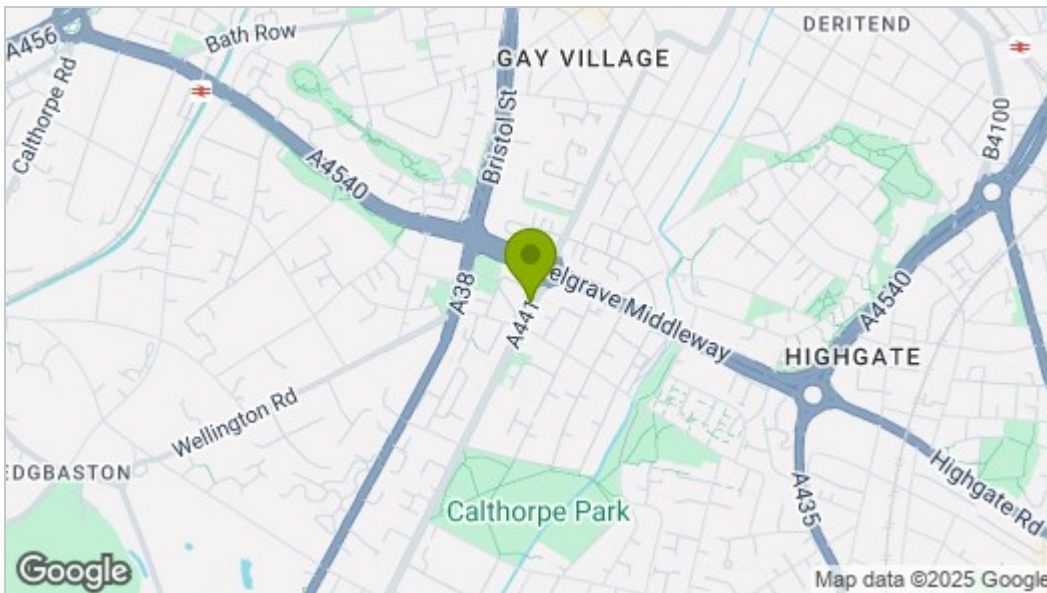 DERITEND
A456
Bath Row
GAY VILLAGE
Calthorpe Rd
Bristol St
B4100
A4540
A38
elgrave Middleway
A4540
A441
HIGHGATE
Wellington Rd
EDGBASTON
Highgate Rd
A435
Calthorpe Park
Google
Map data ©2025 Google